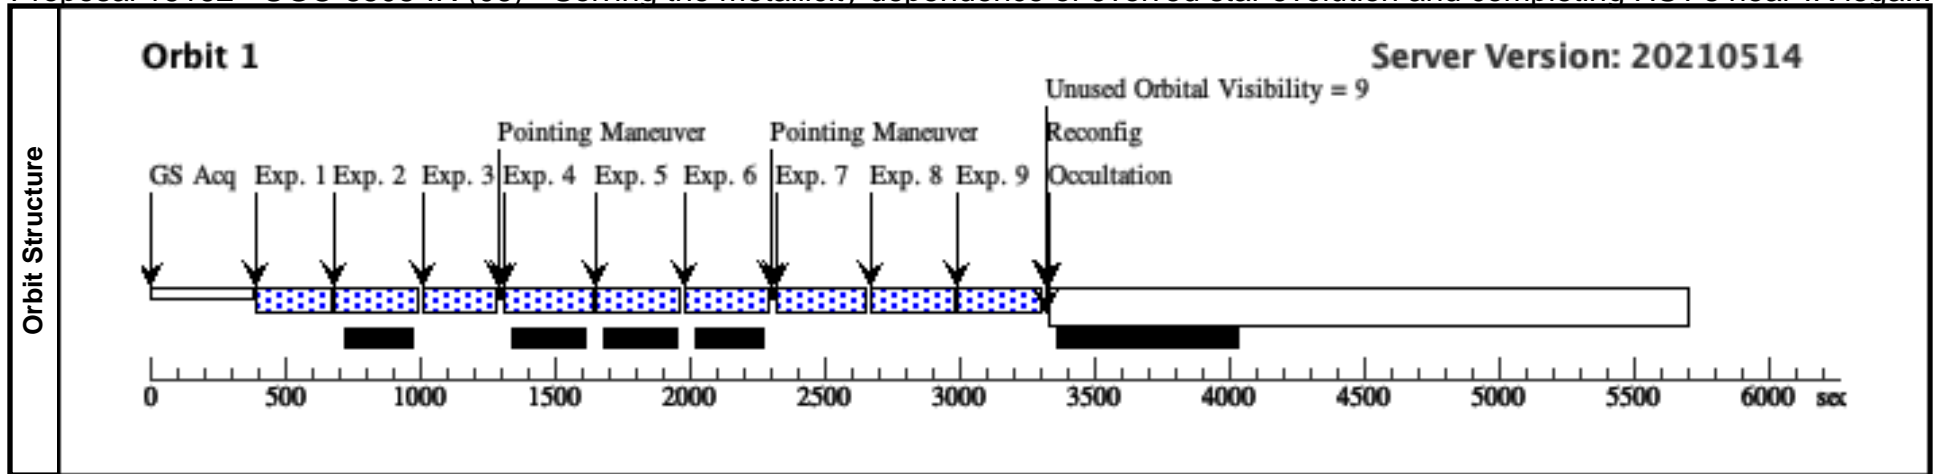 Orbit 1
Server Version: 20210514
Unused Orbital Visibility = 9
Pointing Maneuver Pointing Maneuver Reconfig
GS Acq Exp. 1 Exp. 2 Exp. 3 Exp. 4 Exp. 5 Exp. 6 Exp. 7 Exp. 8 Exp. 9 Occultation
Orbit Structure
0 500 1000 1500 2000 2500 3000 3500 4000 4500 5000 5500 6000 sec